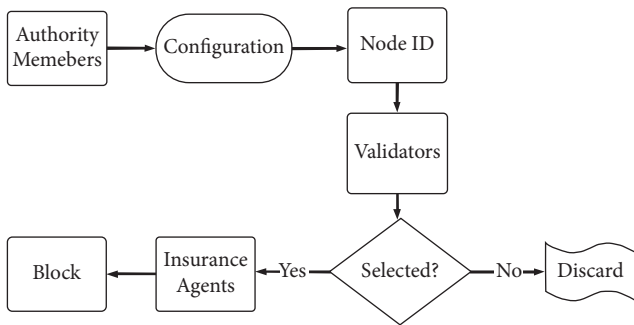 Authority
Memebers
Configuration
Node ID
Validators
Block
Insurance
Agents
Yes
Selected?
No
Discard